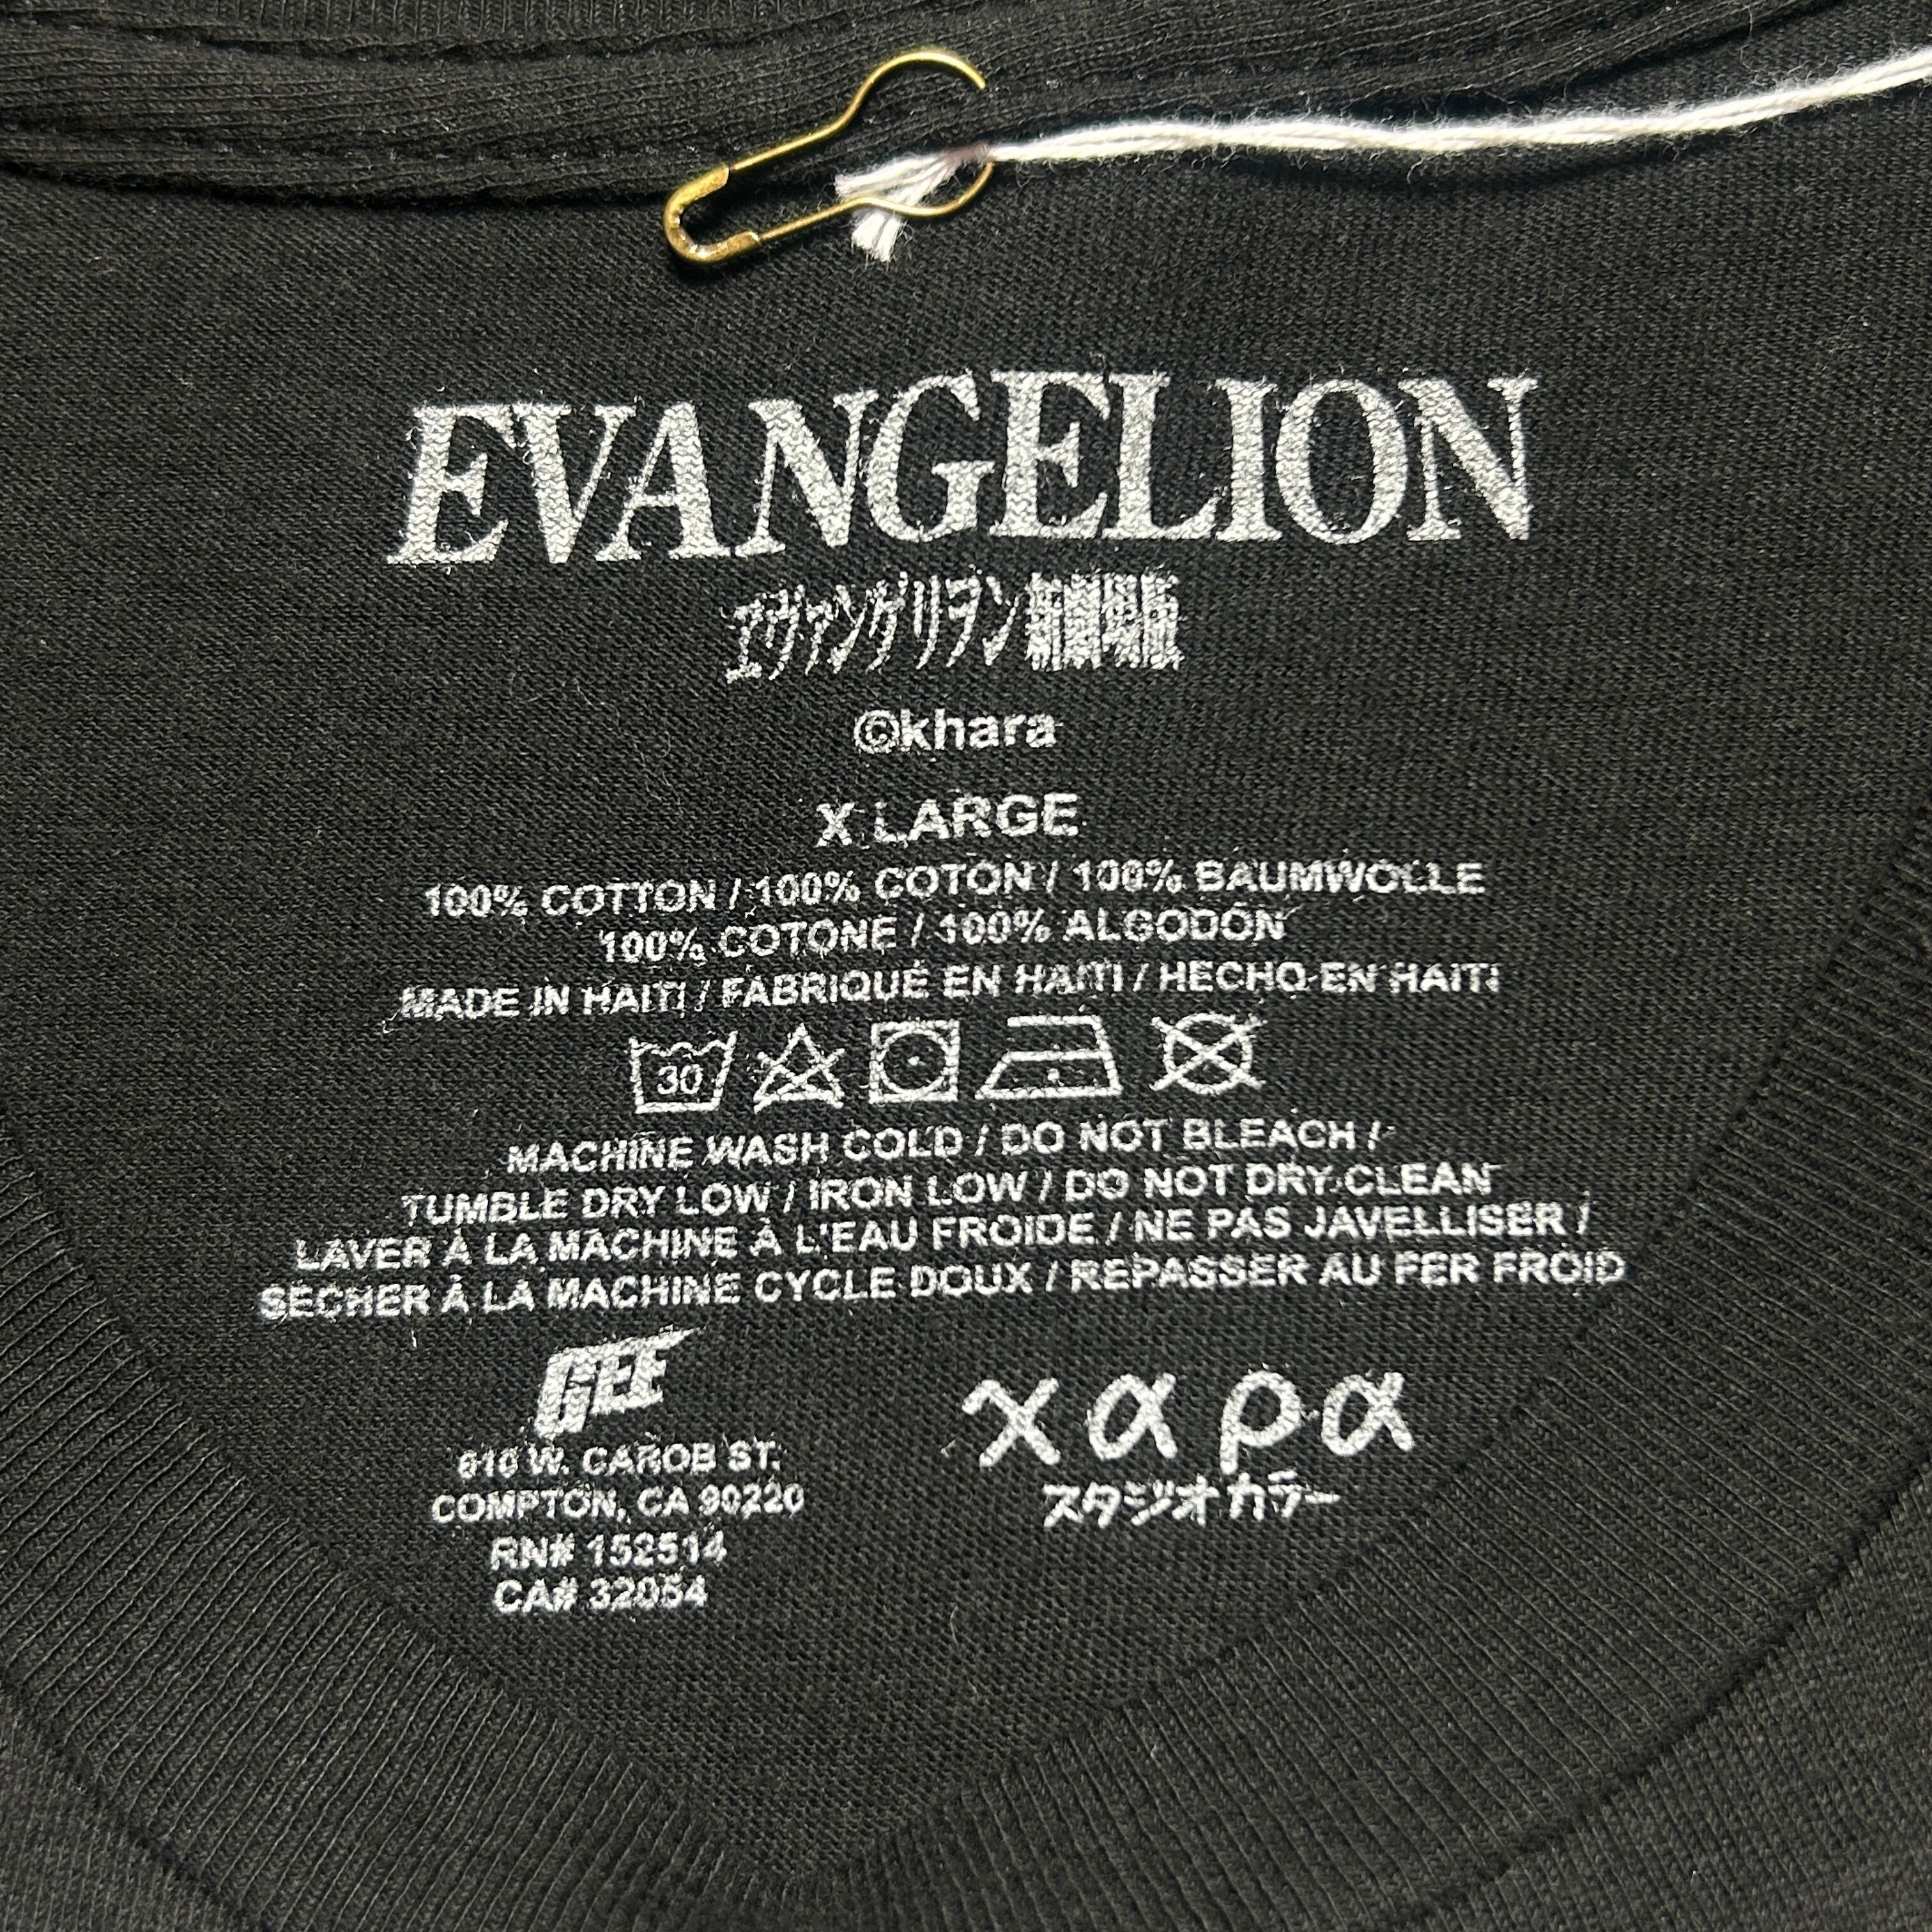 EVANGELION
ヱヴァンゲリヲン新劇場版
©khara
X LARGE
100% COTTON / 100% COTON / 100% BAUMWOLLE
100% COTONE / 100% ALGODÓN
MADE IN HAITI / FABRIQUÉ EN HAITI / HECHO EN HAITI
30
MACHINE WASH COLD / DO NOT BLEACH /
TUMBLE DRY LOW / IRON LOW / DO NOT DRY CLEAN
LAVER À LA MACHINE À L'EAU FROIDE / NE PAS JAVELLISER /
SECHER À LA MACHINE CYCLE DOUX / REPASSER AU FER FROID
GEE
610 W. CAROB ST.
COMPTON, CA 90220
RN# 152514
CA# 32054
χαρα
スタジオカラー